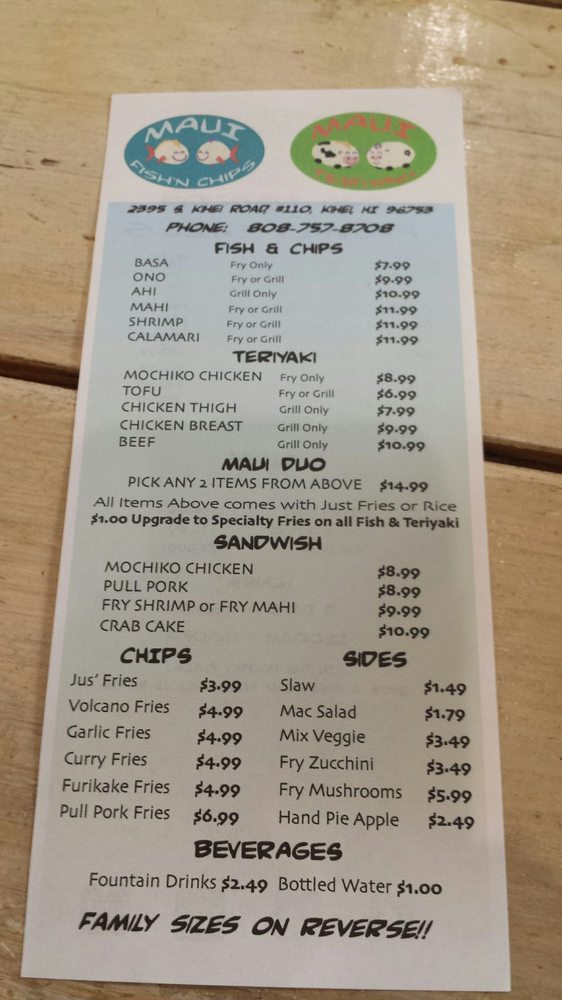 MAUI
FISH'N CHIPS
MAUI
2395 S. KIHEI ROAD #110, KIHEI, HI 96753
PHONE: 808-757-8708
FISH & CHIPS
BASA Fry Only $7.99
ONO Fry or Grill $9.99
AHI Grill Only $10.99
MAHI Fry or Grill $11.99
SHRIMP Fry or Grill $11.99
CALAMARI Fry or Grill $11.99
TERIYAKI
MOCHIKO CHICKEN Fry Only $8.99
TOFU Fry or Grill $6.99
CHICKEN THIGH Grill Only $7.99
CHICKEN BREAST Grill Only $9.99
BEEF Grill Only $10.99
MAUI DUO
PICK ANY 2 ITEMS FROM ABOVE $14.99
All Items Above comes with Just Fries or Rice
$1.00 Upgrade to Specialty Fries on all Fish & Teriyaki
SANDWISH
MOCHIKO CHICKEN $8.99
PULL PORK $8.99
FRY SHRIMP or FRY MAHI $9.99
CRAB CAKE $10.99
CHIPS
Jus' Fries $3.99
Volcano Fries $4.99
Garlic Fries $4.99
Curry Fries $4.99
Furikake Fries $4.99
Pull Pork Fries $6.99
SIDES
Slaw $1.49
Mac Salad $1.79
Mix Veggie $3.49
Fry Zucchini $3.49
Fry Mushrooms $5.99
Hand Pie Apple $2.49
BEVERAGES
Fountain Drinks $2.49 Bottled Water $1.00
FAMILY SIZES ON REVERSE!!